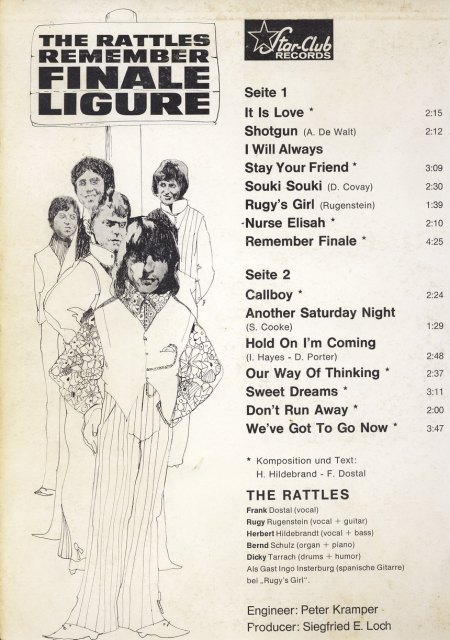 THE RATTLES
REMEMBER
FINALE
LIGURE
Star-Club
RECORDS
Seite 1
It Is Love * 2:15
Shotgun (A. De Walt) 2:12
I Will Always
Stay Your Friend * 3:09
Souki Souki (D. Covay) 2:30
Rugy's Girl (Rugenstein) 1:39
Nurse Elisah * 2:10
Remember Finale * 4:25
Seite 2
Callboy * 2:24
Another Saturday Night
(S. Cooke) 1:29
Hold On I'm Coming
(I. Hayes - D. Porter) 2:48
Our Way Of Thinking * 2:37
Sweet Dreams * 3:11
Don't Run Away * 2:00
We've Got To Go Now * 3:47
* Komposition und Text:
H. Hildebrand - F. Dostal
THE RATTLES
Frank Dostal (vocal)
Rugy Rugenstein (vocal + guitar)
Herbert Hildebrandt (vocal + bass)
Bernd Schulz (organ + piano)
Dicky Tarrach (drums + humor)
Als Gast Ingo Insterburg (spanische Gitarre)
bei „Rugy's Girl".
Engineer: Peter Kramper
Producer: Siegfried E. Loch